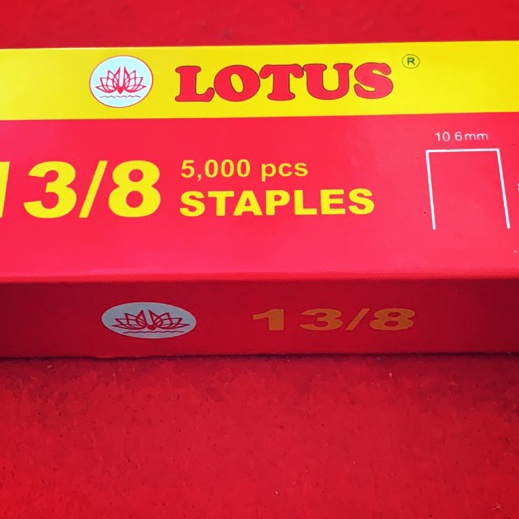 LOTUS ®
13/8
5,000 pcs
STAPLES
10.6mm
13/8